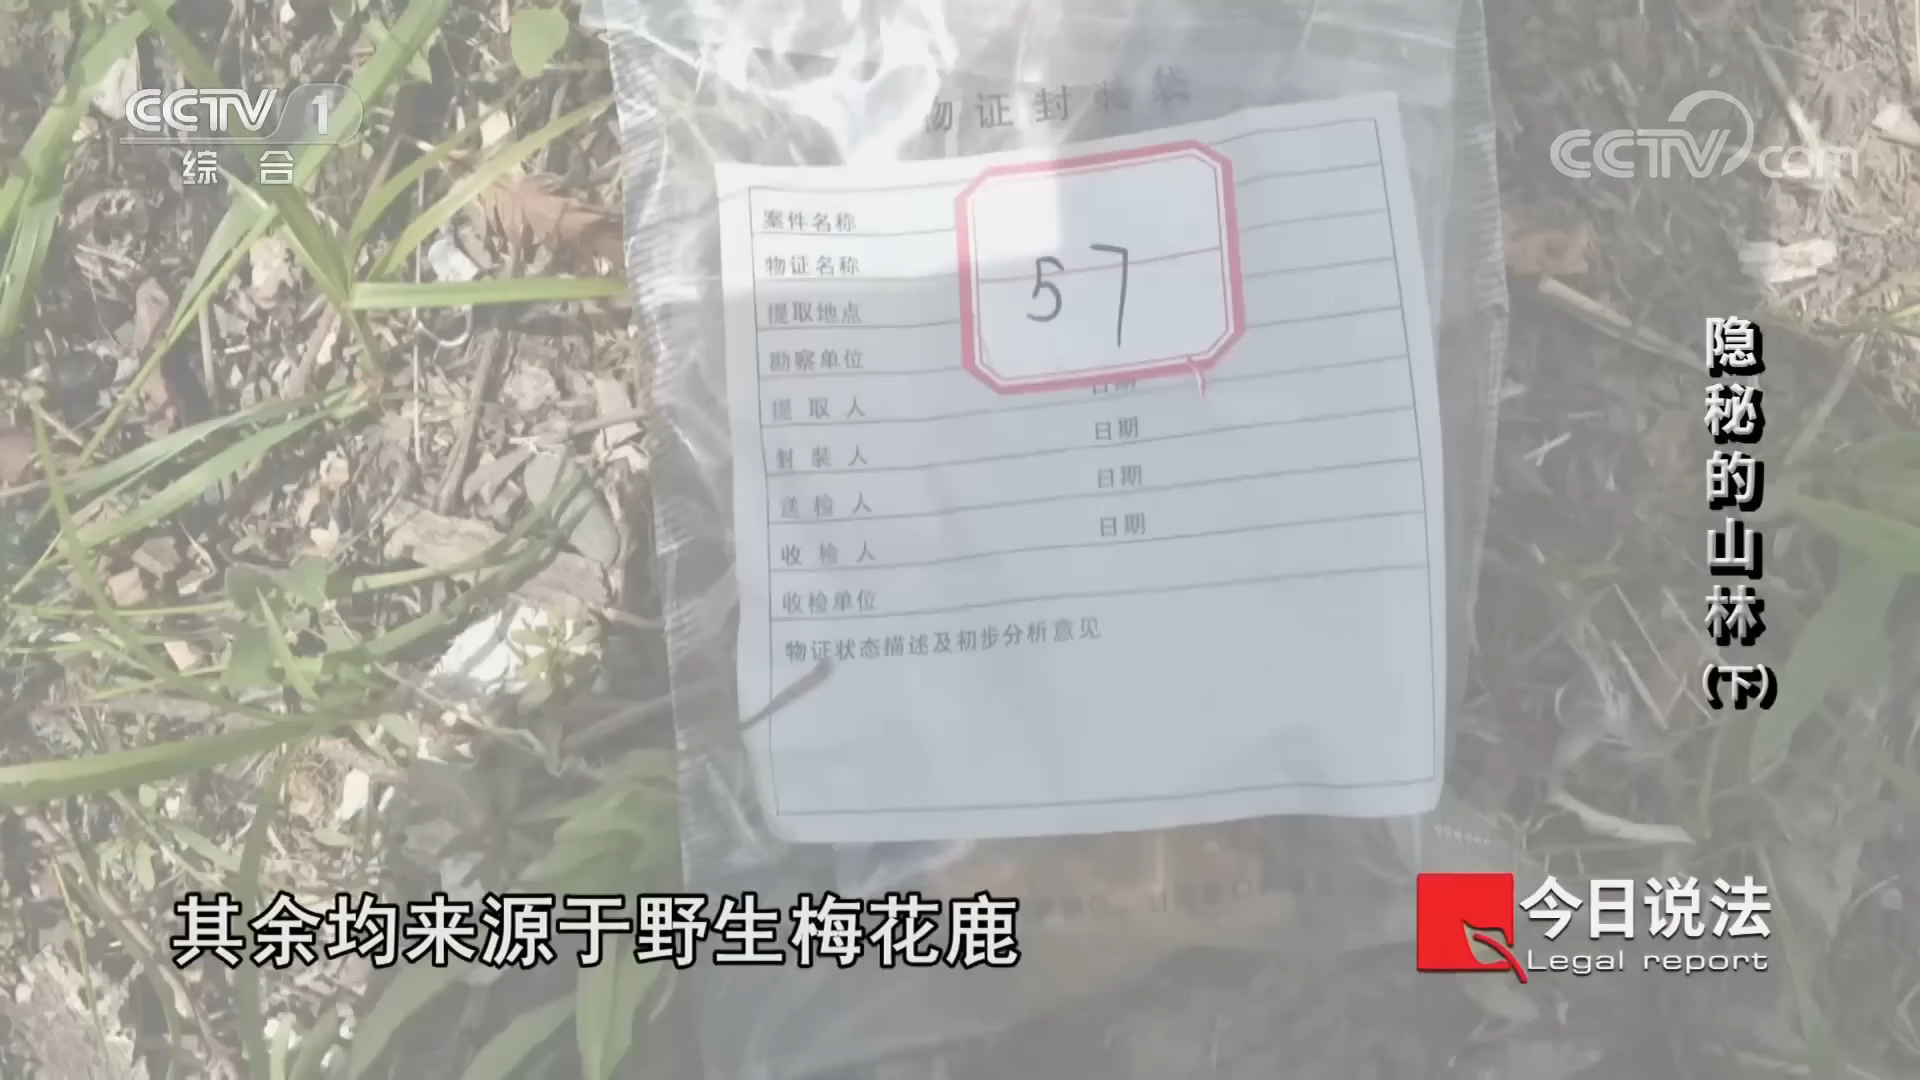 CCTV 1
综合
CCTV.com
物证封装袋
案件名称
物证名称
提取地点
勘察单位
57
提取人 日期
封装人 日期
送检人 日期
收检人 日期
收检单位
物证状态描述及初步分析意见
隐秘的山林(下)
其余均来源于野生梅花鹿
今日说法
Legal report